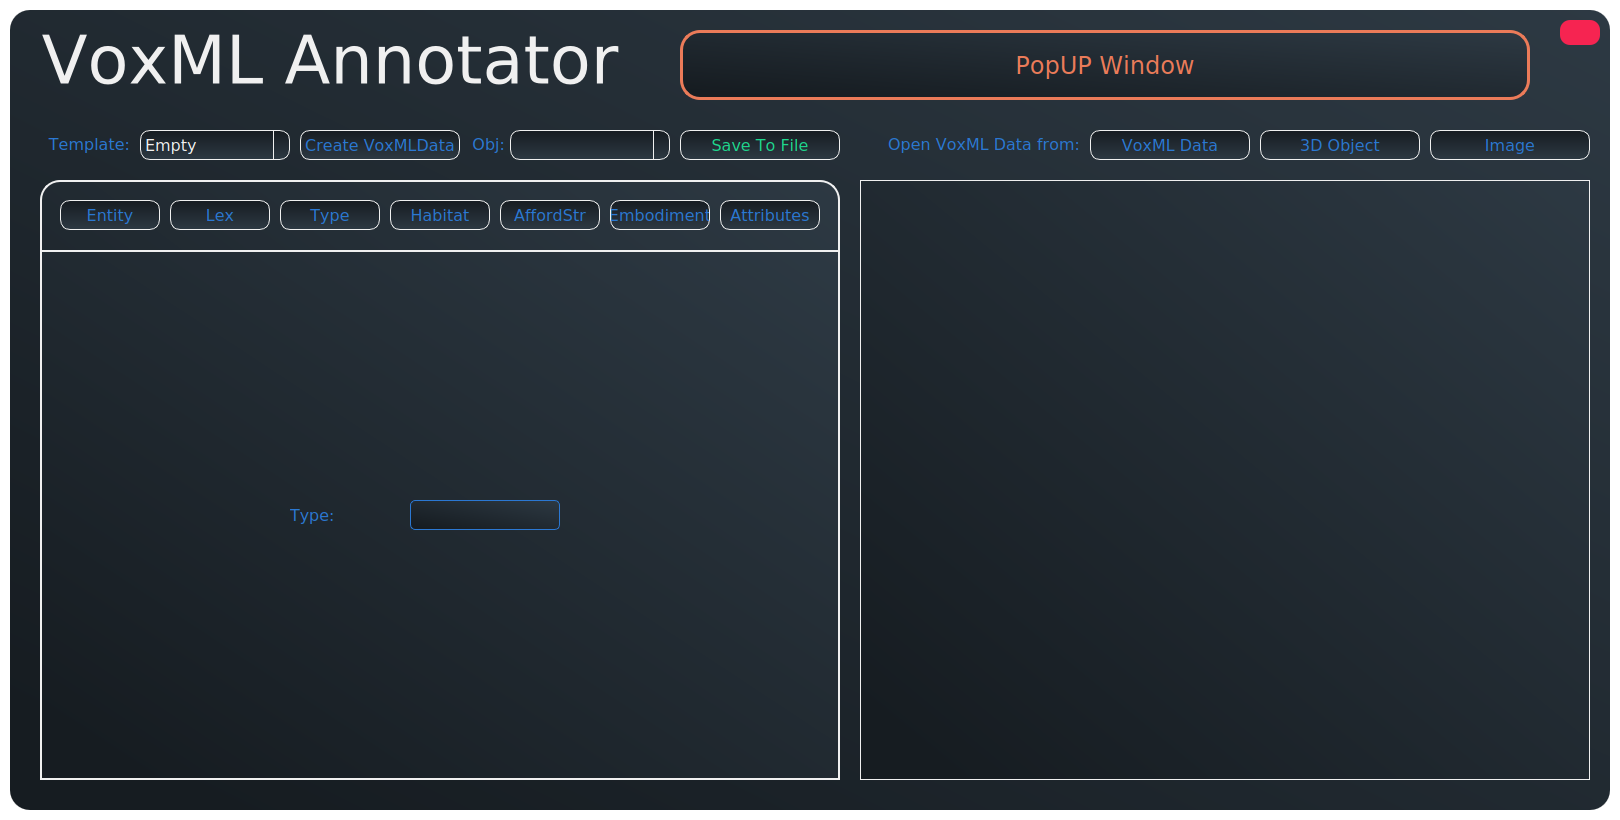 VoxML Annotator
PopUP Window
Template: Empty Create VoxMLData Obj: Save To File Open VoxML Data from: VoxML Data 3D Object Image
Entity Lex Type Habitat AffordStr Embodiment Attributes
Type: